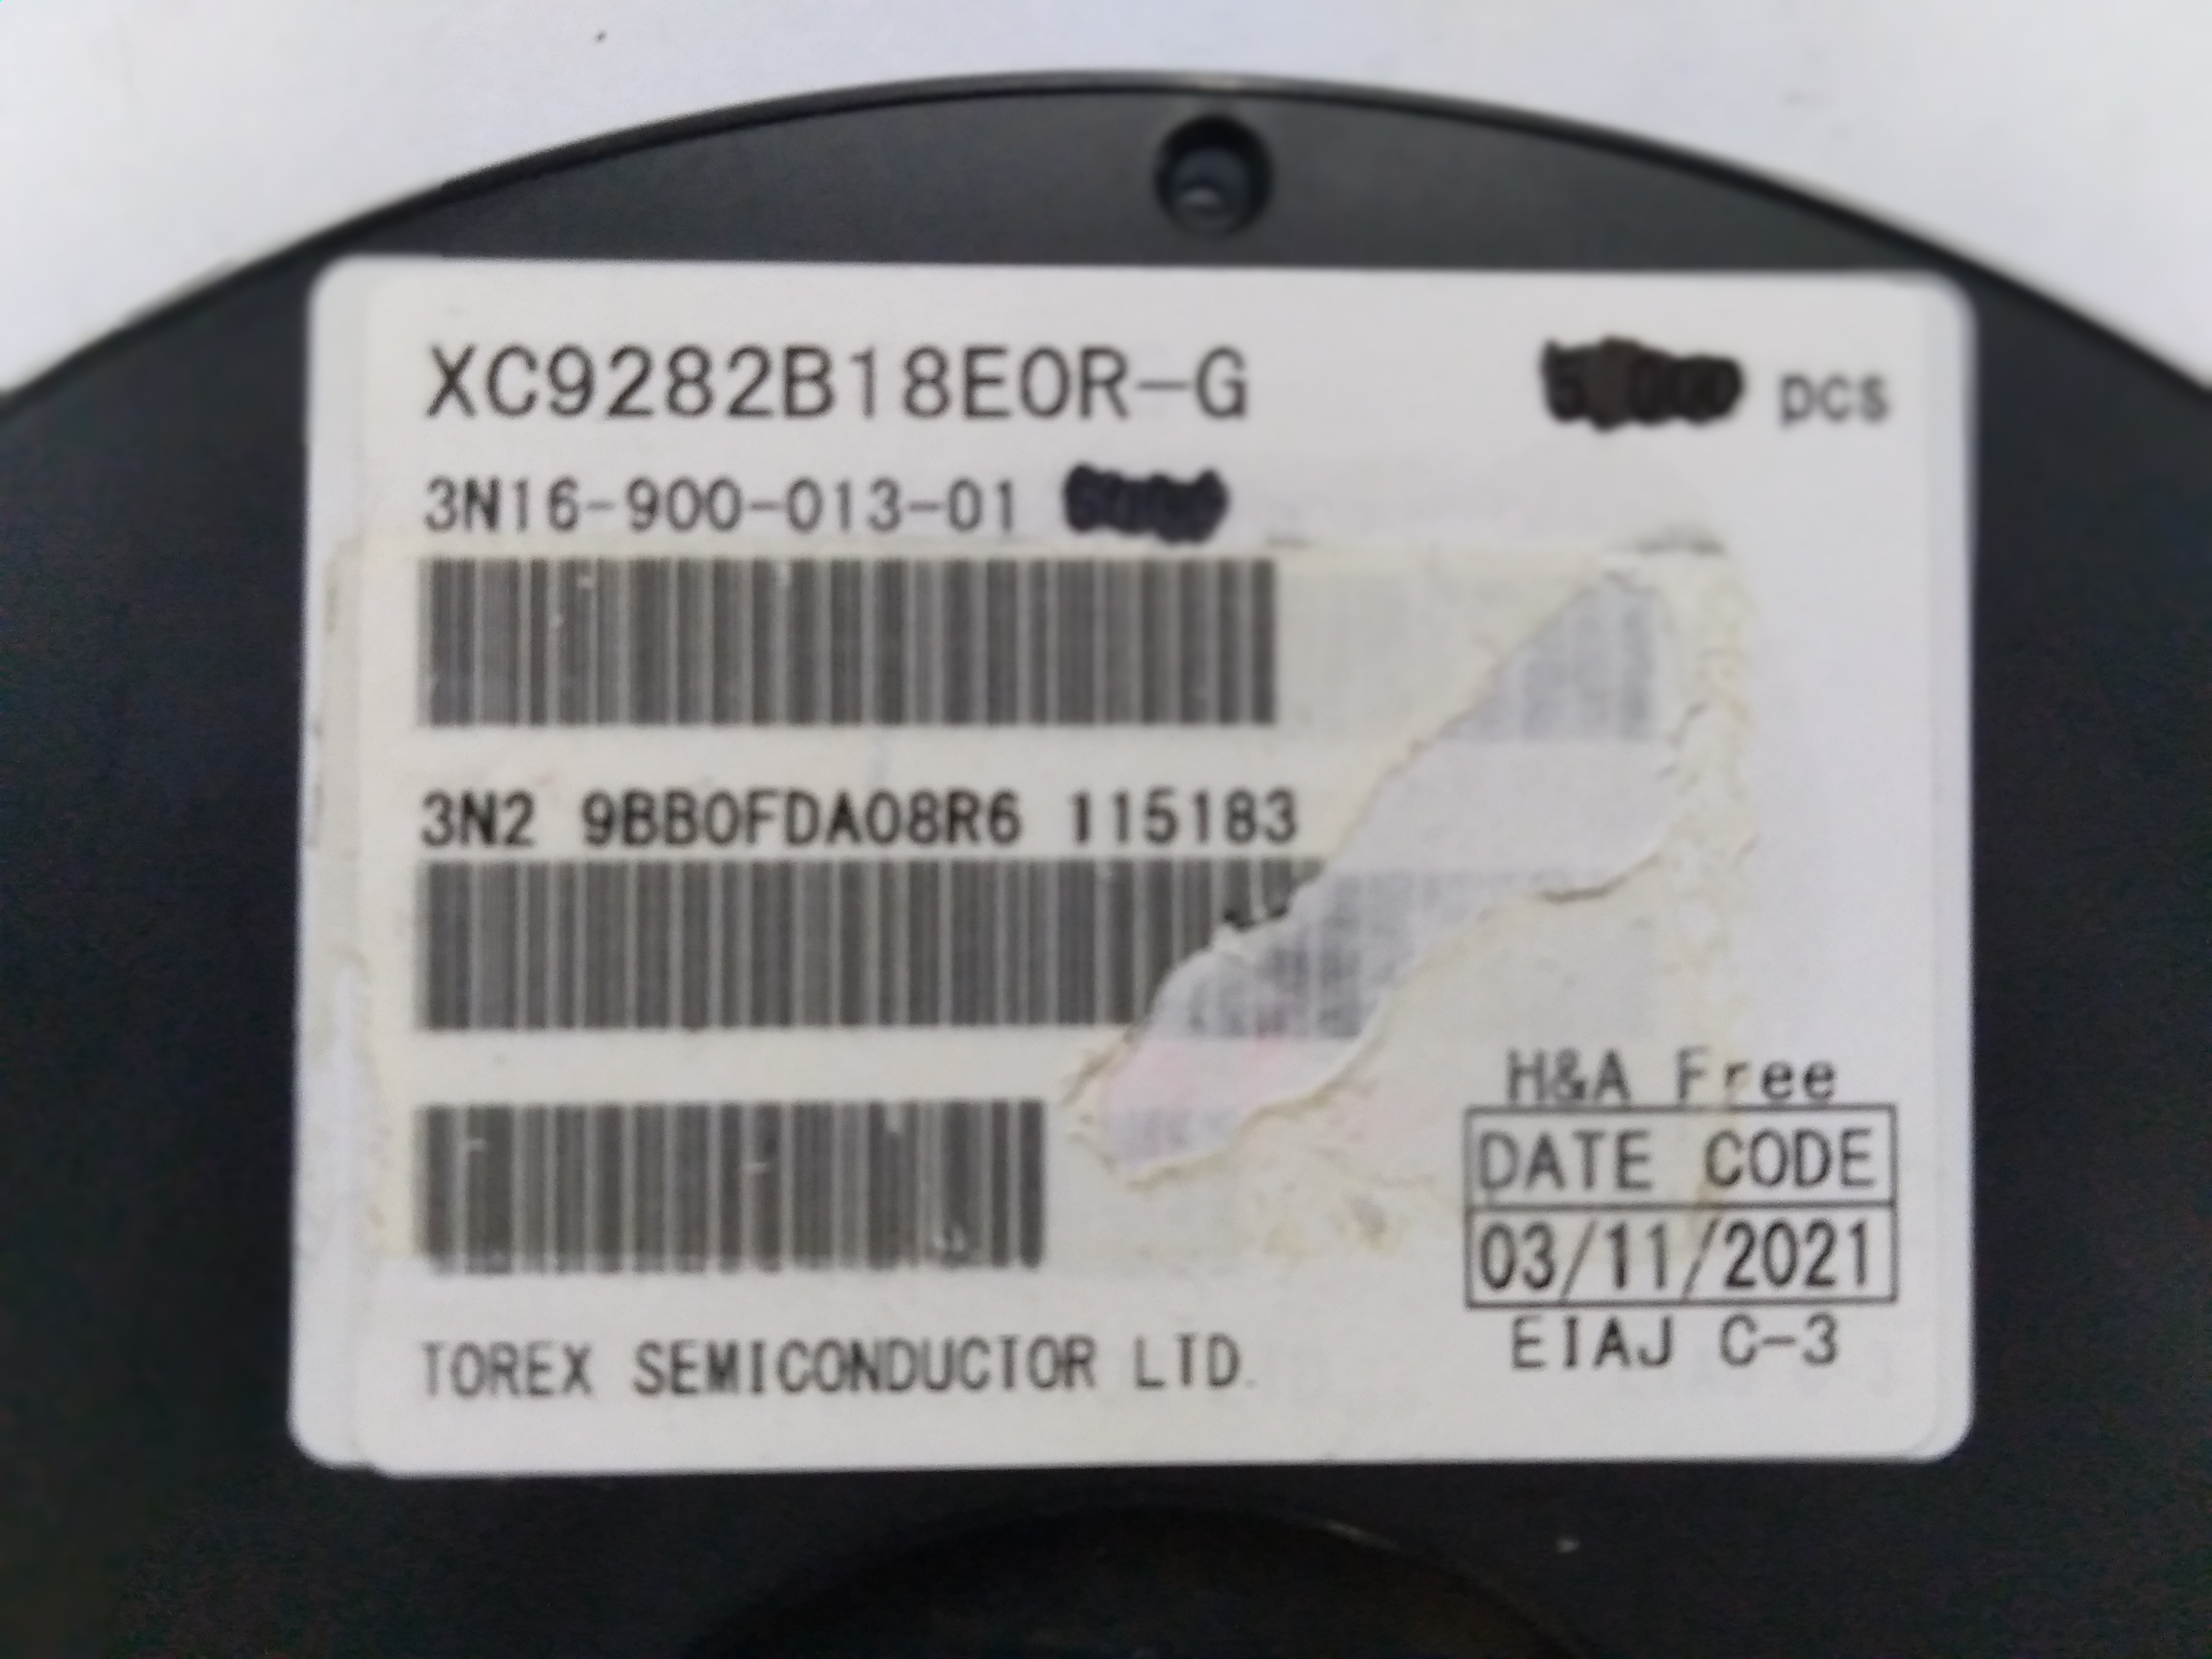 XC9282B18E0R-G pcs
3N16-900-013-01
3N2 9BB0FDA08R6 115183
H&A Free
DATE CODE
03/11/2021
EIAJ C-3
TOREX SEMICONDUCTOR LTD.